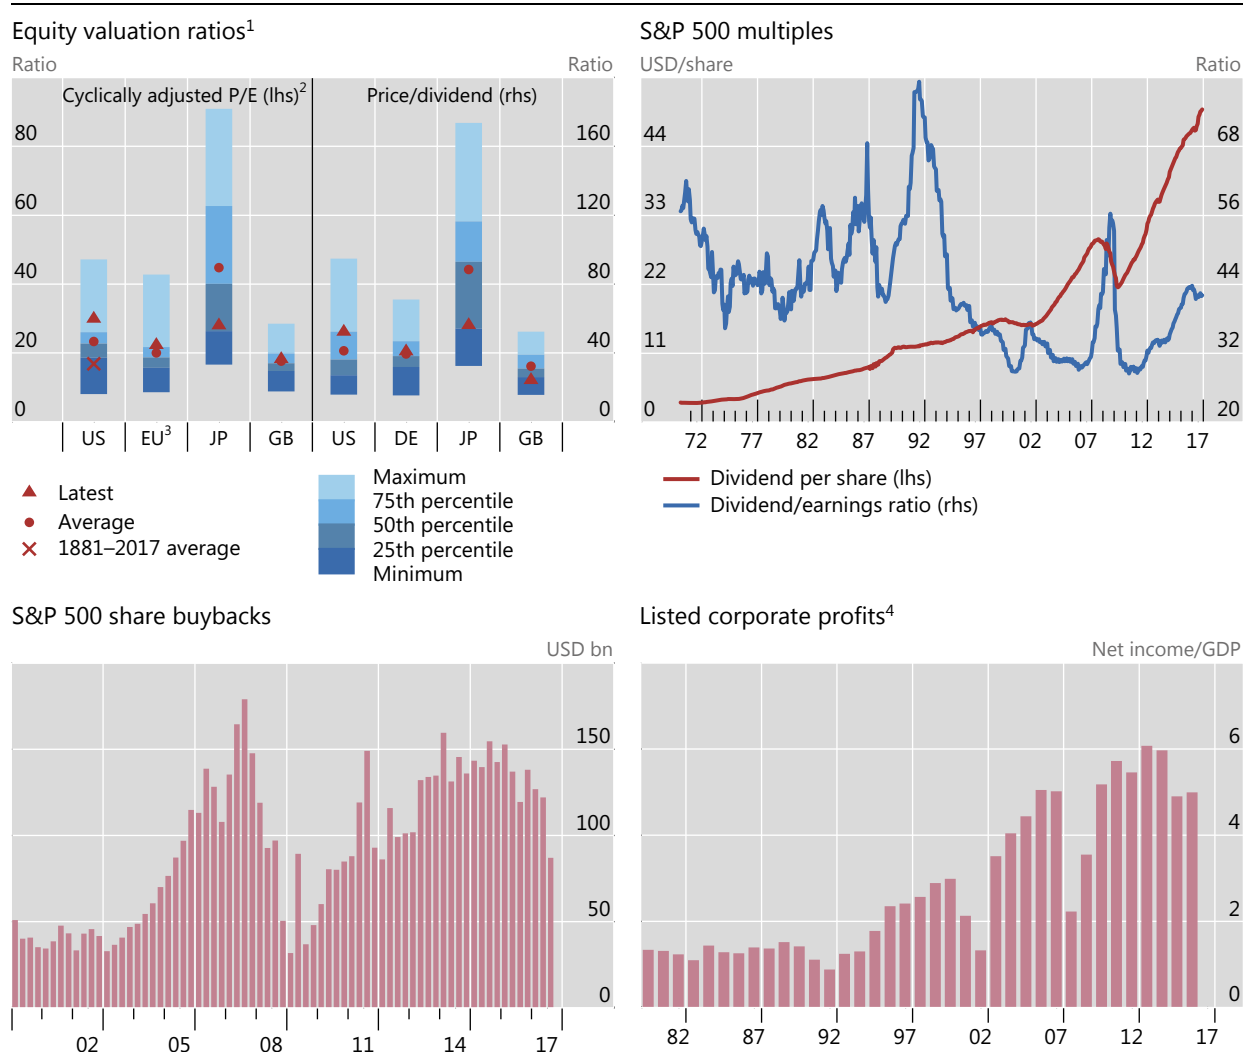 Equity valuation ratios1
Ratio Ratio
Cyclically adjusted P/E (lhs)2 Price/dividend (rhs)
80 160
60 120
40 80
20 40
0 0
US EU3 JP GB US DE JP GB
Latest
Average
1881–2017 average
Maximum
75th percentile
50th percentile
25th percentile
Minimum
S&P 500 multiples
USD/share Ratio
44 68
33 56
22 44
11 32
0 20
72 77 82 87 92 97 02 07 12 17
Dividend per share (lhs)
Dividend/earnings ratio (rhs)
S&P 500 share buybacks
USD bn
150
100
50
0
02 05 08 11 14 17
Listed corporate profits4
Net income/GDP
6
4
2
0
82 87 92 97 02 07 12 17